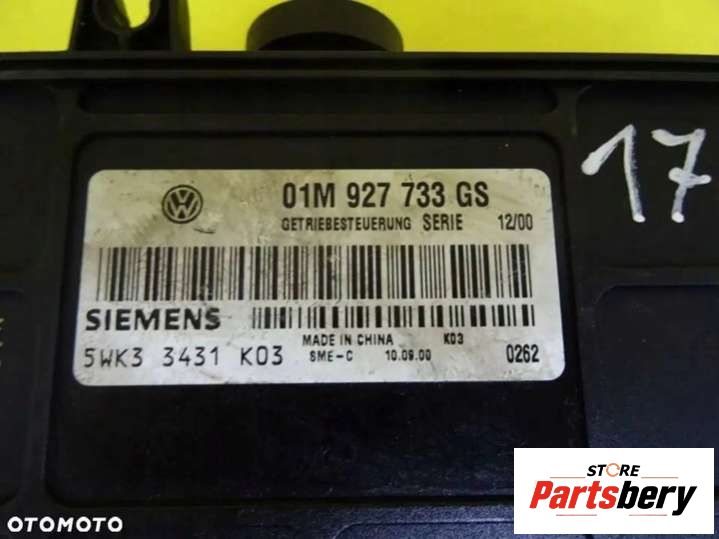 17
VW
01M 927 733 GS
GETRIEBESTEUERUNG SERIE 12/00
SIEMENS
MADE IN CHINA K03
5WK3 3431 K03 SME-C 10.09.00 0262
STORE
Partsbery
OTOMOTO